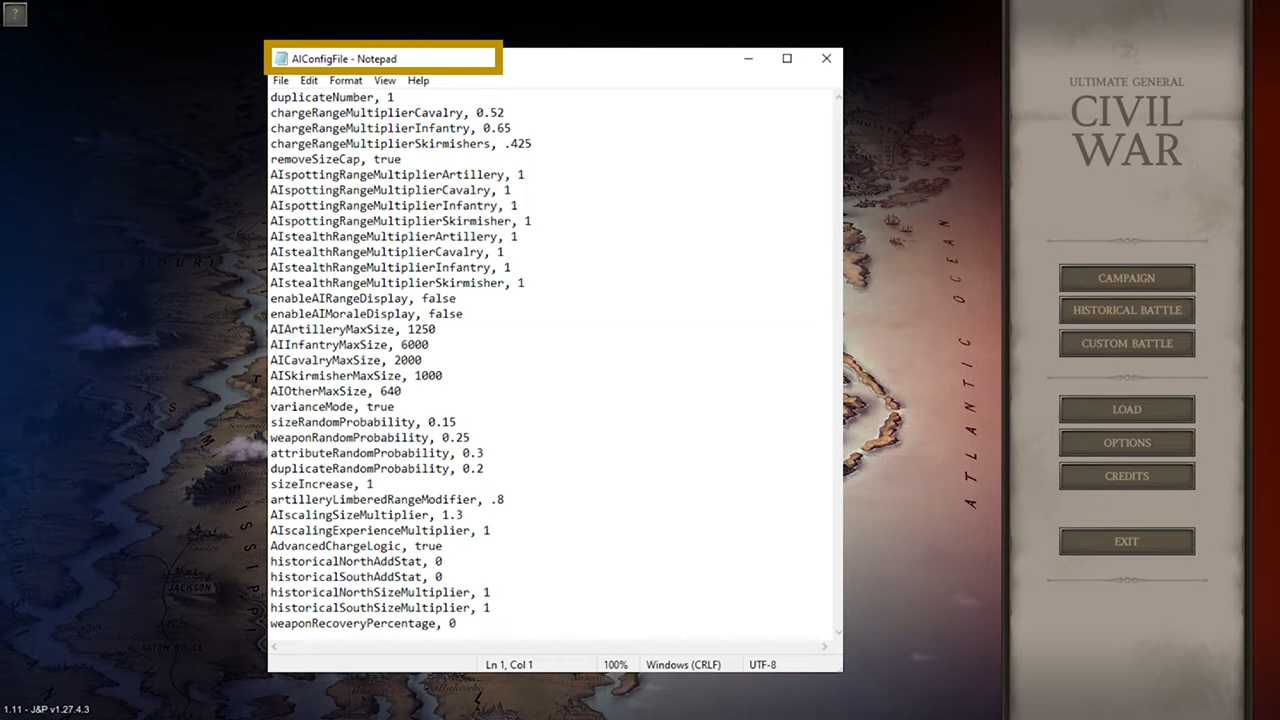 ?
AIConfigFile - Notepad
File Edit Format View Help
duplicateNumber, 1
chargeRangeMultiplierCavalry, 0.52
chargeRangeMultiplierInfantry, 0.65
chargeRangeMultiplierSkirmishers, .425
removeSizeCap, true
AIspottingRangeMultiplierArtillery, 1
AIspottingRangeMultiplierCavalry, 1
AIspottingRangeMultiplierInfantry, 1
AIspottingRangeMultiplierSkirmisher, 1
AIstealthRangeMultiplierArtillery, 1
AIstealthRangeMultiplierCavalry, 1
AIstealthRangeMultiplierInfantry, 1
AIstealthRangeMultiplierSkirmisher, 1
enableAIRangeDisplay, false
enableAIMoraleDisplay, false
AIArtilleryMaxSize, 1250
AIInfantryMaxSize, 6000
AICavalryMaxSize, 2000
AISkirmisherMaxSize, 1000
AIOtherMaxSize, 640
varianceMode, true
sizeRandomProbability, 0.15
weaponRandomProbability, 0.25
attributeRandomProbability, 0.3
duplicateRandomProbability, 0.2
sizeIncrease, 1
artilleryLimberedRangeModifier, .8
AIscalingSizeMultiplier, 1.3
AIscalingExperienceMultiplier, 1
AdvancedChargeLogic, true
historicalNorthAddStat, 0
historicalSouthAddStat, 0
historicalNorthSizeMultiplier, 1
historicalSouthSizeMultiplier, 1
weaponRecoveryPercentage, 0
Ln 1, Col 1 100% Windows (CRLF) UTF-8
ULTIMATE GENERAL
CIVIL
WAR
CAMPAIGN
HISTORICAL BATTLE
CUSTOM BATTLE
LOAD
OPTIONS
CREDITS
EXIT
ATLANTIC OCEAN
JACKSON
BATON ROUGE
1.11 - J&P v1.27.4.3